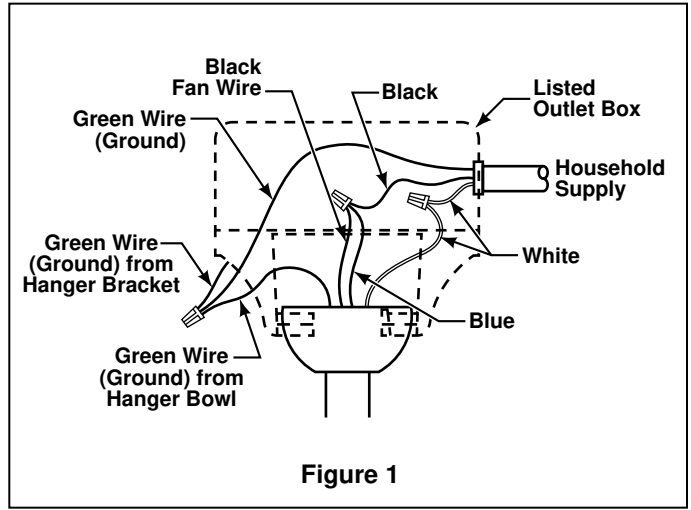 Black
Fan Wire
Black
Listed
Outlet Box
Green Wire
(Ground)
Household
Supply
Green Wire
(Ground) from
Hanger Bracket
White
Blue
Green Wire
(Ground) from
Hanger Bowl
Figure 1